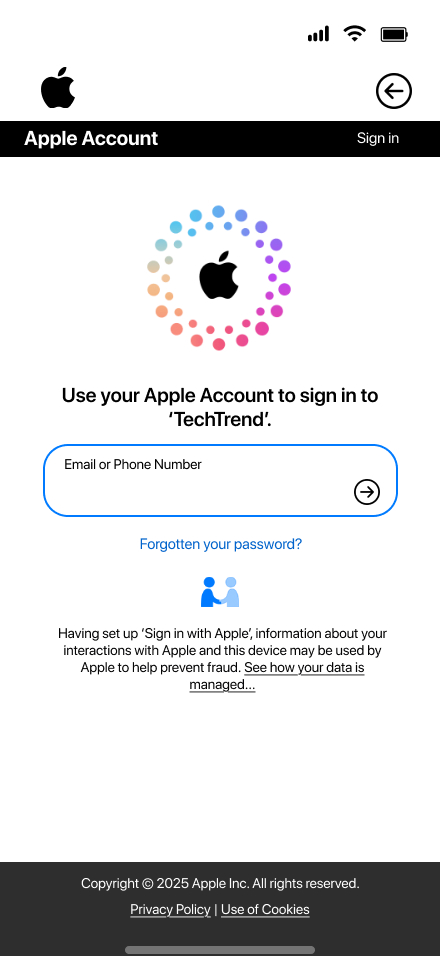 Apple Account
Sign in
Use your Apple Account to sign in to
‘TechTrend’.
Email or Phone Number
Forgotten your password?
Having set up ‘Sign in with Apple’, information about your
interactions with Apple and this device may be used by
Apple to help prevent fraud. See how your data is
managed...
Copyright © 2025 Apple Inc. All rights reserved.
Privacy Policy | Use of Cookies